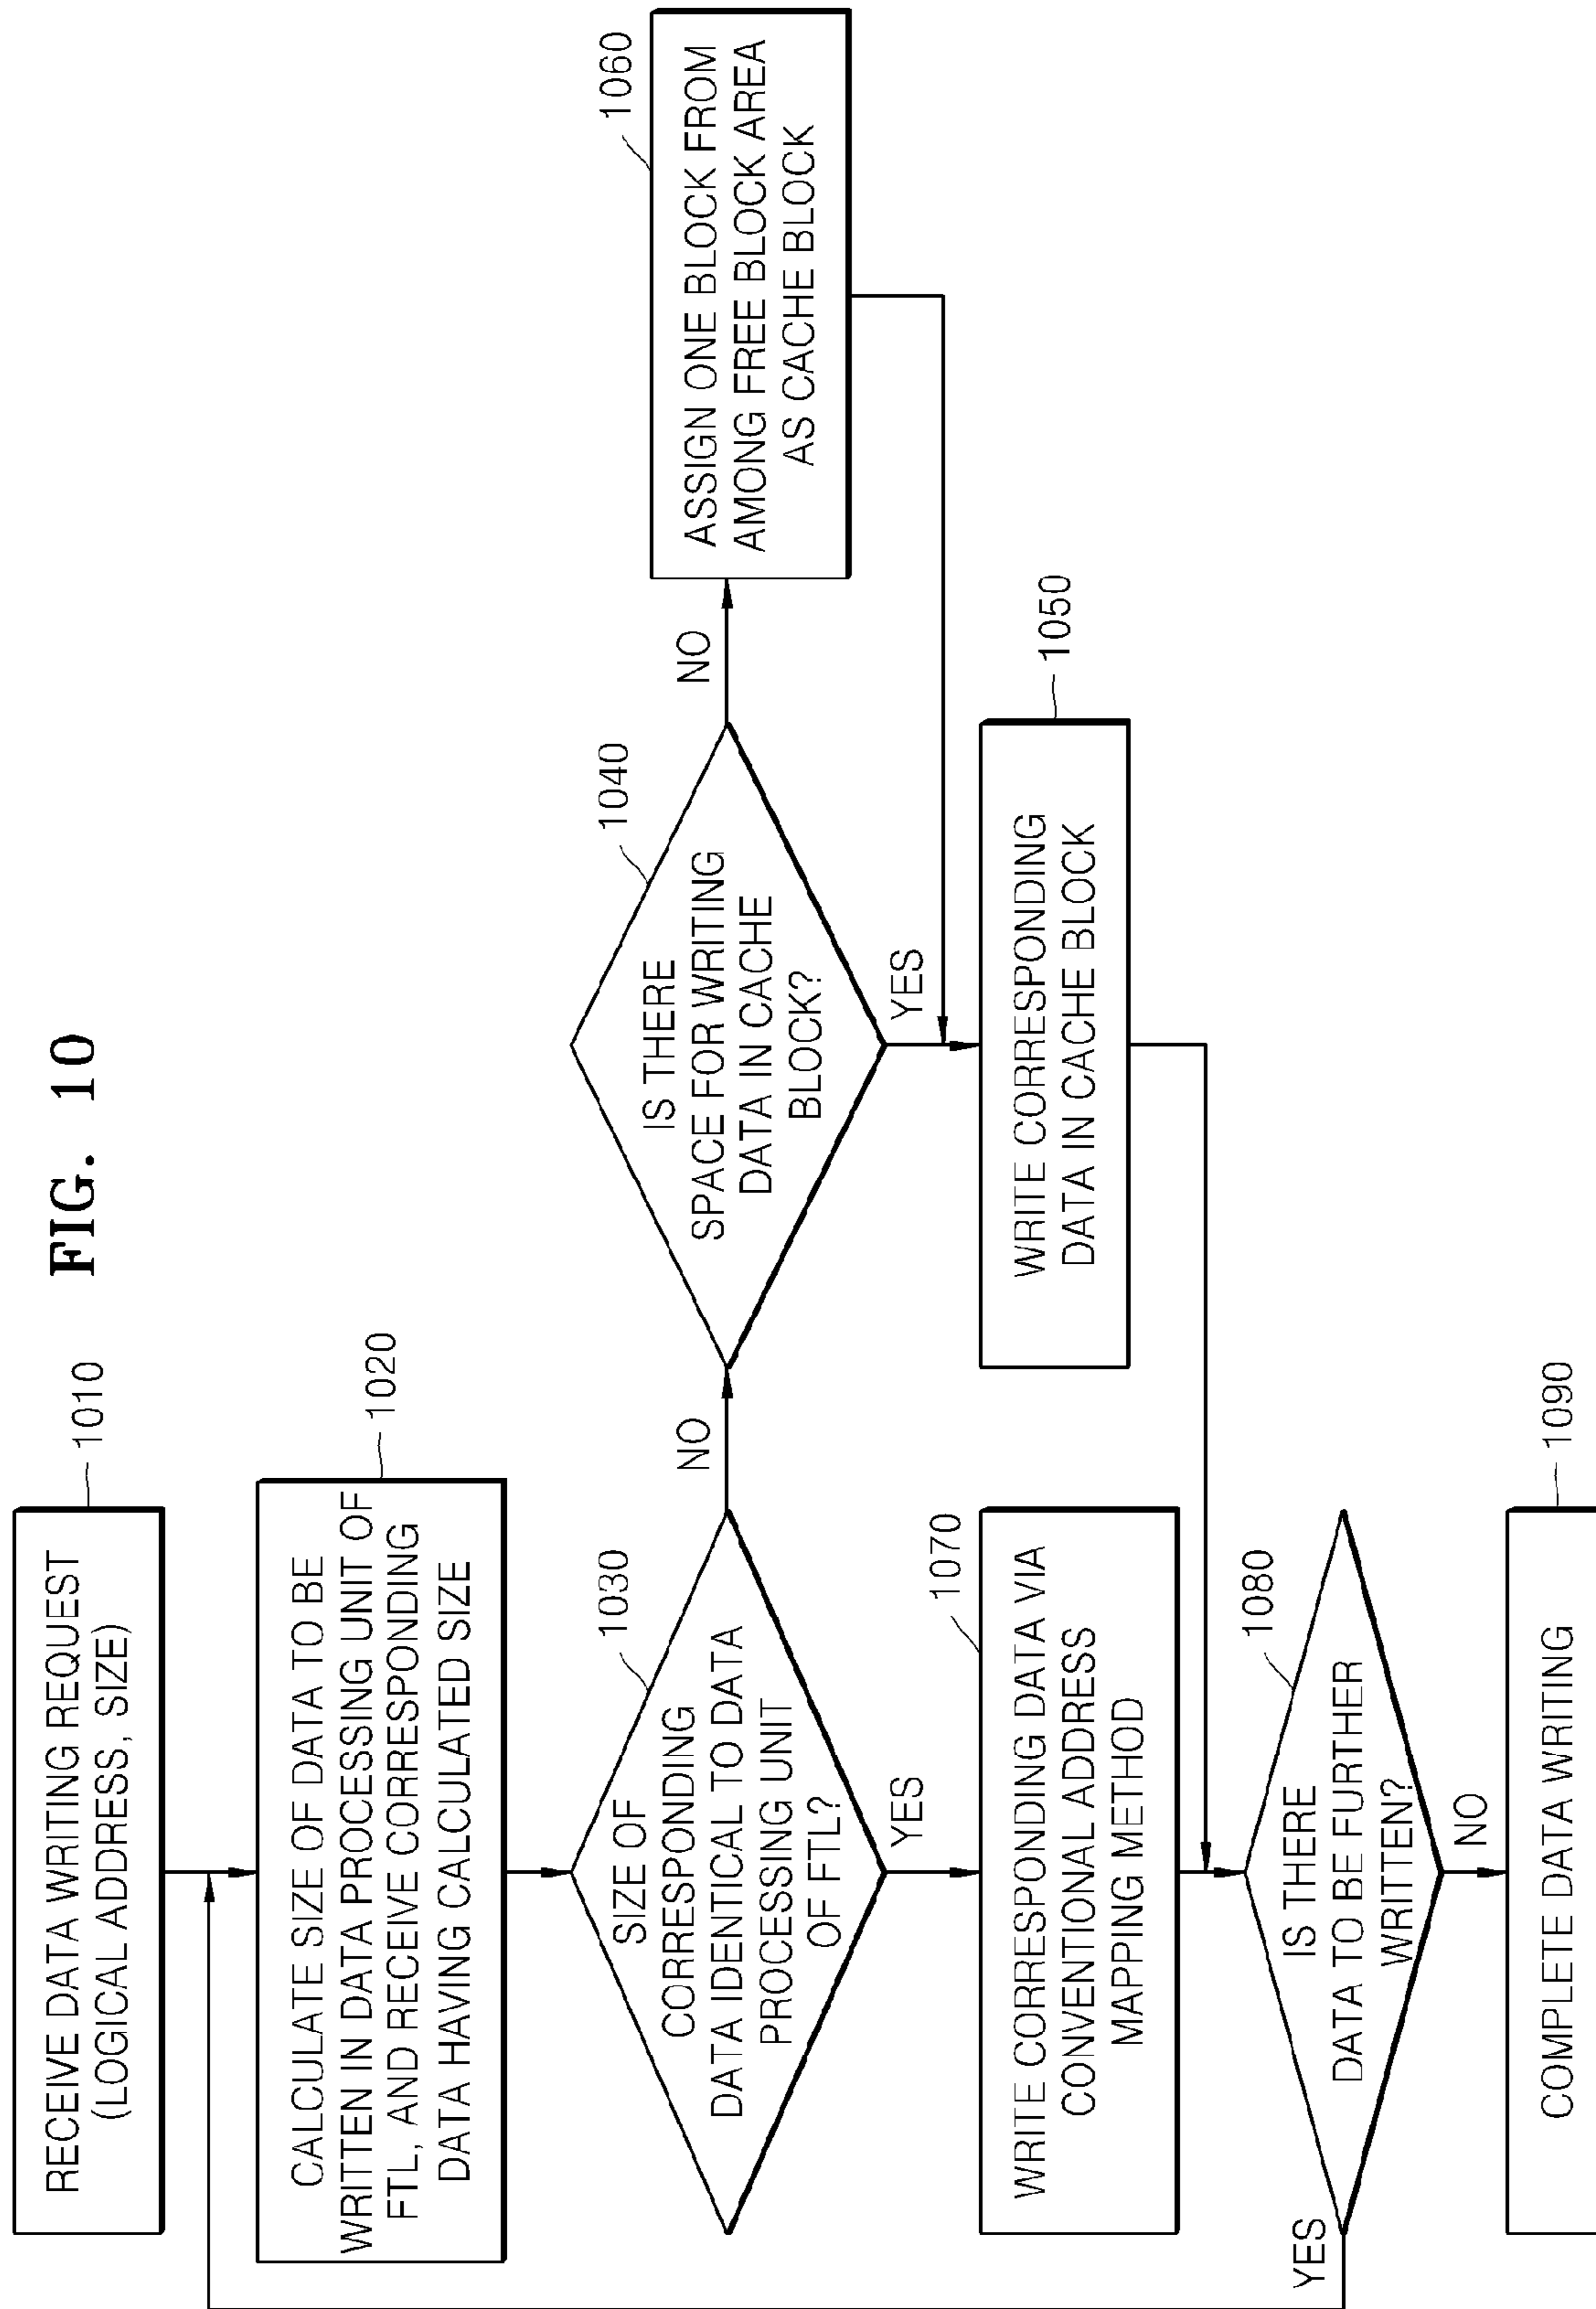 FIG. 10
RECEIVE DATA WRITING REQUEST
(LOGICAL ADDRESS, SIZE)
1010
CALCULATE SIZE OF DATA TO BE
WRITTEN IN DATA PROCESSING UNIT OF
FTL, AND RECEIVE CORRESPONDING
DATA HAVING CALCULATED SIZE
1020
SIZE OF
CORRESPONDING
DATA IDENTICAL TO DATA
PROCESSING UNIT
OF FTL?
1030
NO
IS THERE
SPACE FOR WRITING
DATA IN CACHE
BLOCK?
1040
NO
ASSIGN ONE BLOCK FROM
AMONG FREE BLOCK AREA
AS CACHE BLOCK
1060
YES
YES
WRITE CORRESPONDING DATA VIA
CONVENTIONAL ADDRESS
MAPPING METHOD
1070
WRITE CORRESPONDING
DATA IN CACHE BLOCK
1050
IS THERE
DATA TO BE FURTHER
WRITTEN?
1080
YES
NO
COMPLETE DATA WRITING
1090